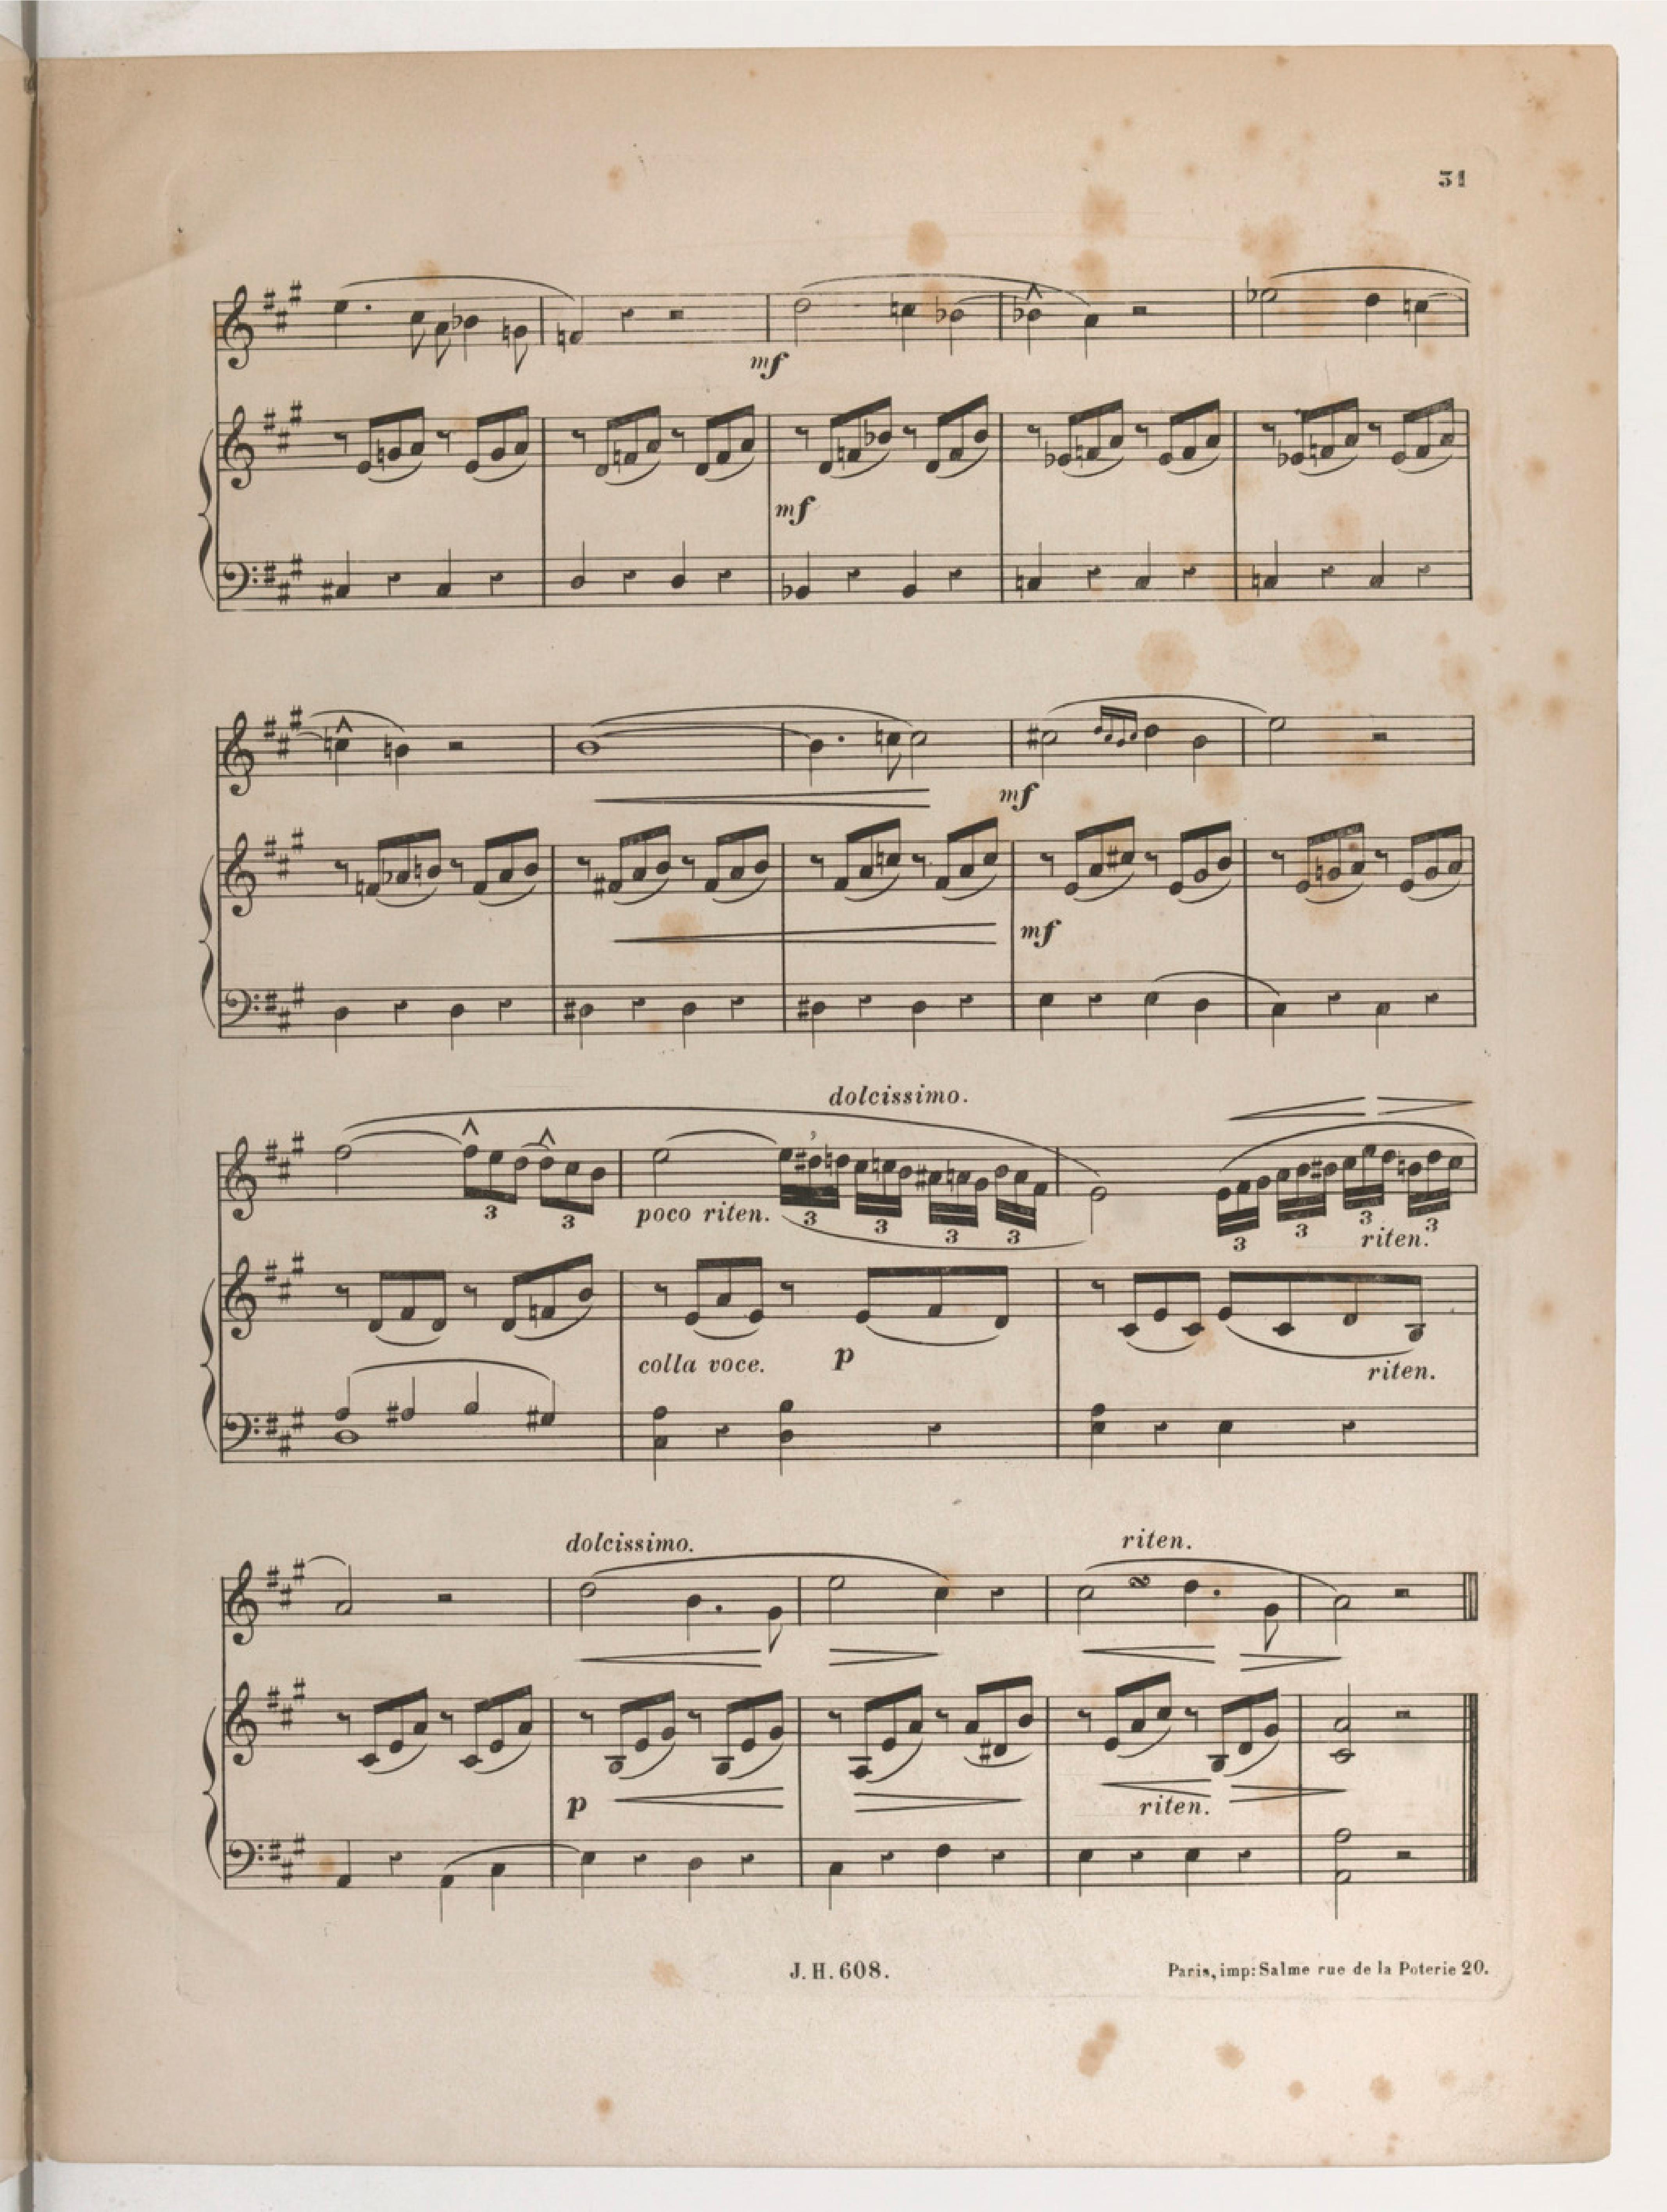 31
mf
mf
mf
mf
dolcissimo.
3 3 poco riten. 3 3 3 3 3 3 3 3
riten.
colla voce. p riten.
dolcissimo. riten.
p riten.
J. H. 608. Paris, imp: Salme rue de la Poterie 20.